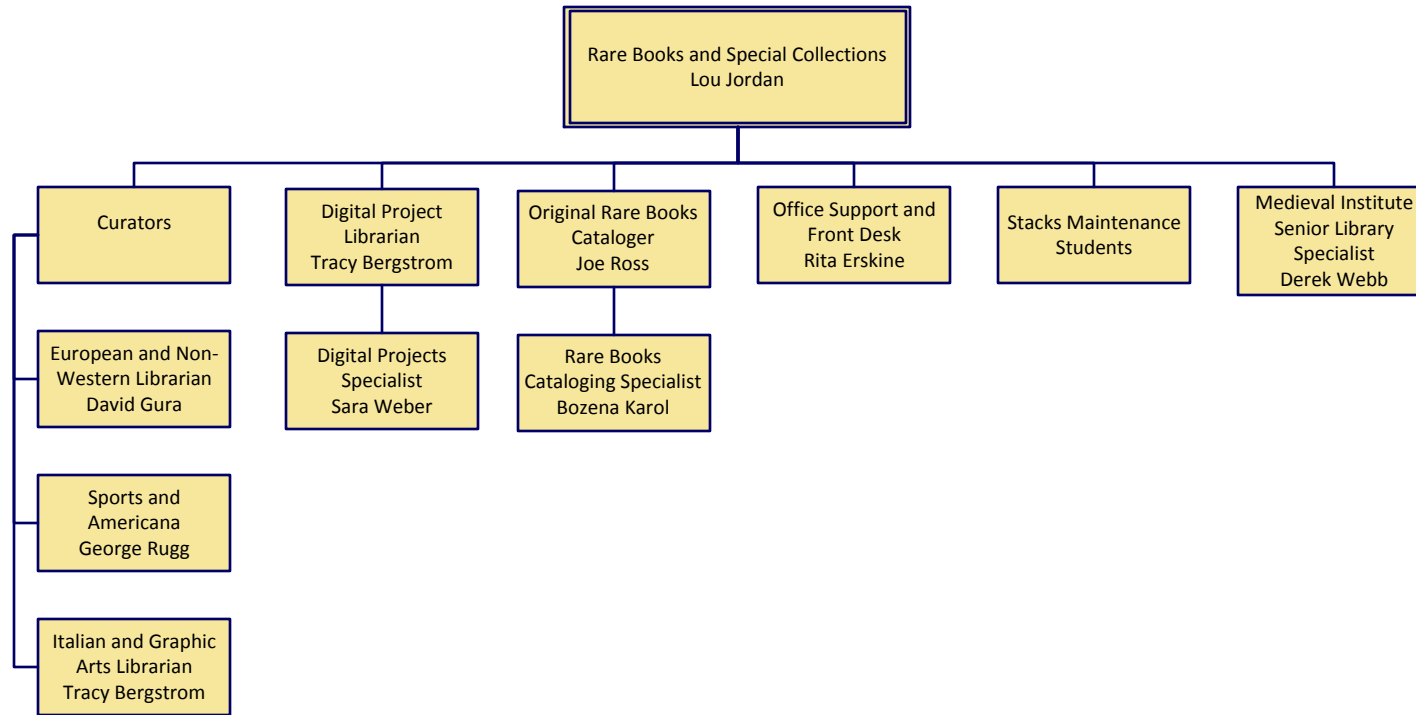 Rare Books and Special Collections
Lou Jordan
Curators
Digital Project
Librarian
Tracy Bergstrom
Original Rare Books
Cataloger
Joe Ross
Office Support and
Front Desk
Rita Erskine
Stacks Maintenance
Students
Medieval Institute
Senior Library
Specialist
Derek Webb
European and Non-
Western Librarian
David Gura
Digital Projects
Specialist
Sara Weber
Rare Books
Cataloging Specialist
Bozena Karol
Sports and
Americana
George Rugg
Italian and Graphic
Arts Librarian
Tracy Bergstrom